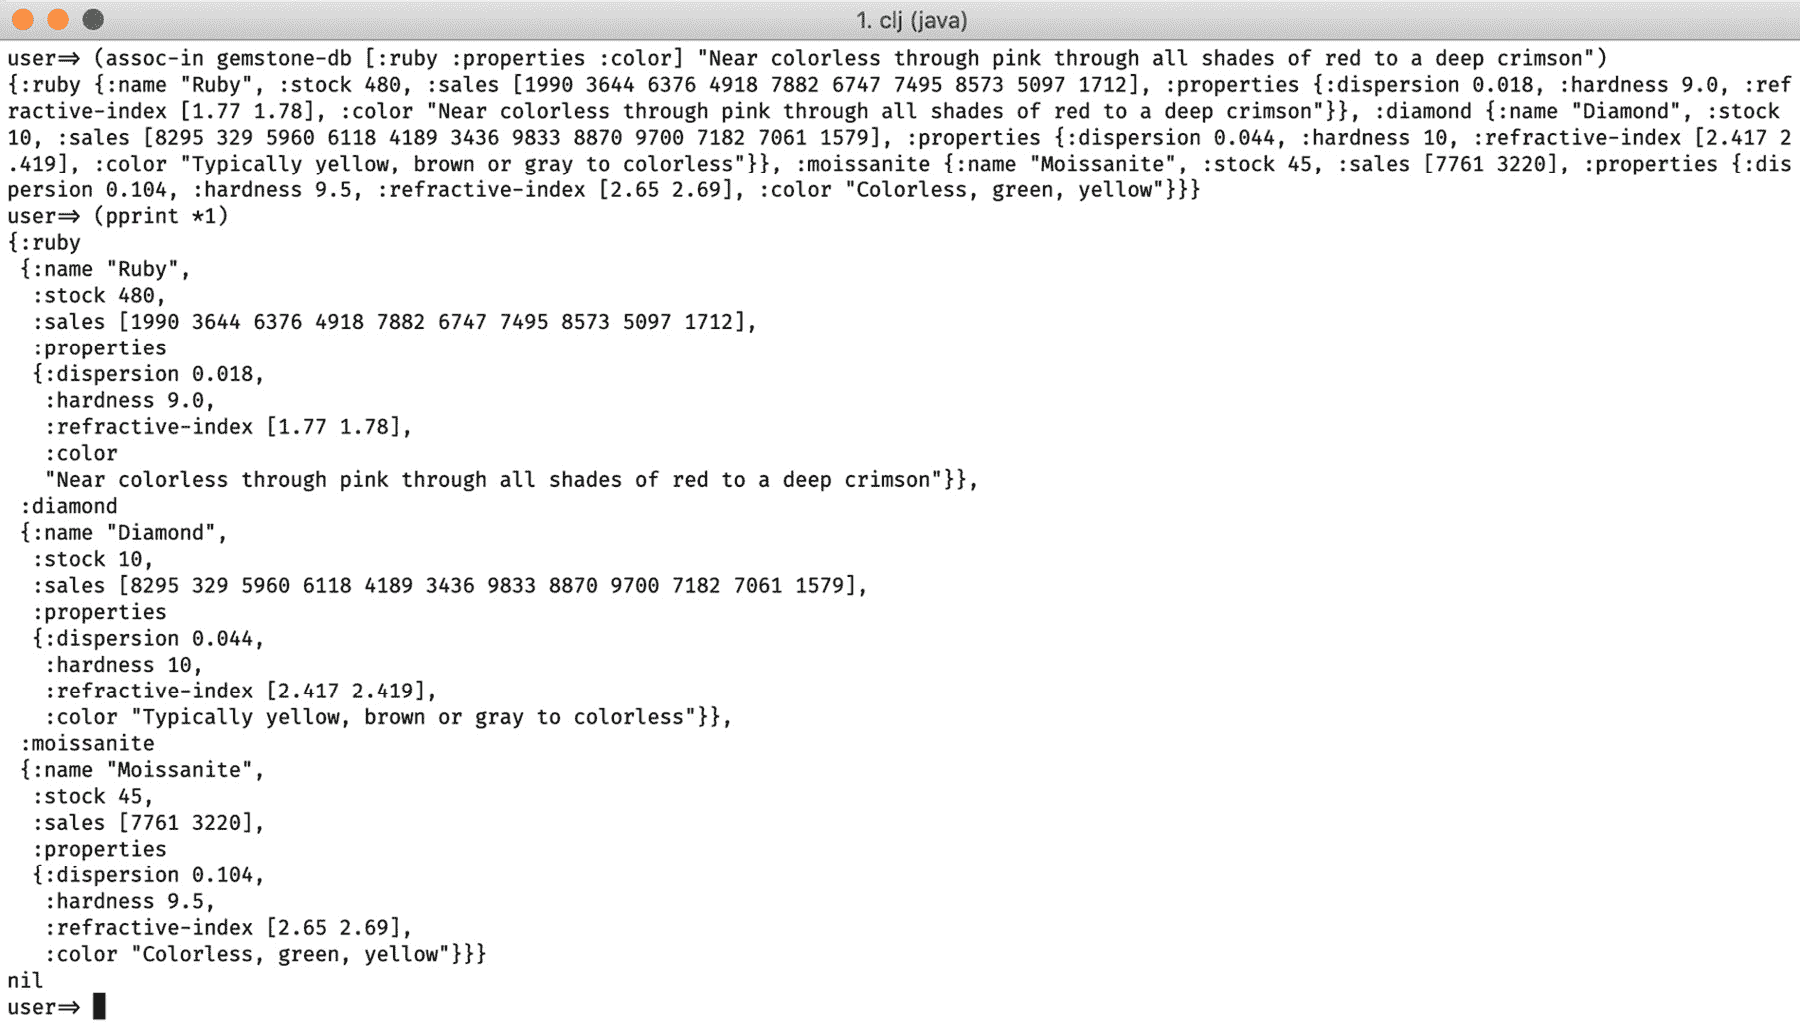 1. clj (java)
user=> (assoc-in gemstone-db [:ruby :properties :color] "Near colorless through pink through all shades of red to a deep crimson")
{:ruby {:name "Ruby", :stock 480, :sales [1990 3644 6376 4918 7882 6747 7495 8573 5097 1712], :properties {:dispersion 0.018, :hardness 9.0, :ref
ractive-index [1.77 1.78], :color "Near colorless through pink through all shades of red to a deep crimson"}}, :diamond {:name "Diamond", :stock
10, :sales [8295 329 5960 6118 4189 3436 9833 8870 9700 7182 7061 1579], :properties {:dispersion 0.044, :hardness 10, :refractive-index [2.417 2
.419], :color "Typically yellow, brown or gray to colorless"}}, :moissanite {:name "Moissanite", :stock 45, :sales [7761 3220], :properties {:dis
persion 0.104, :hardness 9.5, :refractive-index [2.65 2.69], :color "Colorless, green, yellow"}}}
user=> (pprint *1)
{:ruby
 {:name "Ruby",
  :stock 480,
  :sales [1990 3644 6376 4918 7882 6747 7495 8573 5097 1712],
  :properties
  {:dispersion 0.018,
   :hardness 9.0,
   :refractive-index [1.77 1.78],
   :color
   "Near colorless through pink through all shades of red to a deep crimson"}},
 :diamond
 {:name "Diamond",
  :stock 10,
  :sales [8295 329 5960 6118 4189 3436 9833 8870 9700 7182 7061 1579],
  :properties
  {:dispersion 0.044,
   :hardness 10,
   :refractive-index [2.417 2.419],
   :color "Typically yellow, brown or gray to colorless"}},
 :moissanite
 {:name "Moissanite",
  :stock 45,
  :sales [7761 3220],
  :properties
  {:dispersion 0.104,
   :hardness 9.5,
   :refractive-index [2.65 2.69],
   :color "Colorless, green, yellow"}}}
nil
user=>